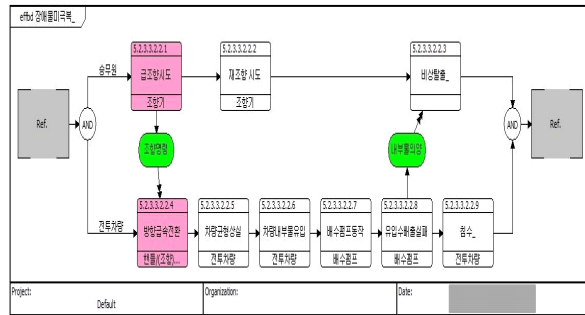 effbd 장애물미극복_
5.2.3.3.2.2.1
급조향시도
조향기
5.2.3.3.2.2.2
재조향 시도
조향기
5.2.3.3.2.2.3
비상탈출_
승무원
Ref.
AND
조향명령
내부물의양
AND
Ref.
전투차량
5.2.3.3.2.2.4
방향급속전환
핸들/(조향)...
5.2.3.3.2.2.5
차량균형상실
전투차량
5.2.3.3.2.2.6
차량내부물유입
전투차량
5.2.3.3.2.2.7
배수펌프동작
배수펌프
5.2.3.3.2.2.8
유입수배출실패
배수펌프
5.2.3.3.2.2.9
침수_
전투차량
Project:
Default
Organization:
Date: